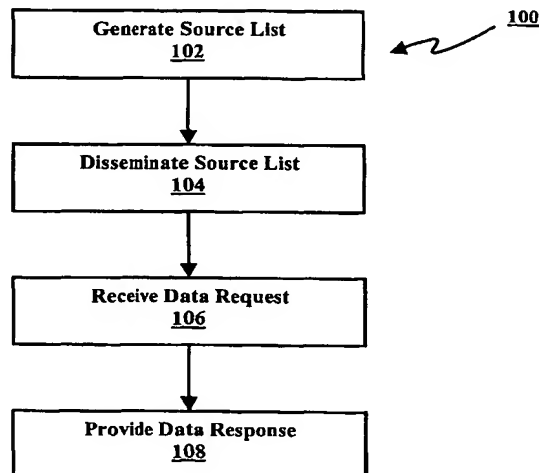 Generate Source List
102
100
Disseminate Source List
104
Receive Data Request
106
Provide Data Response
108